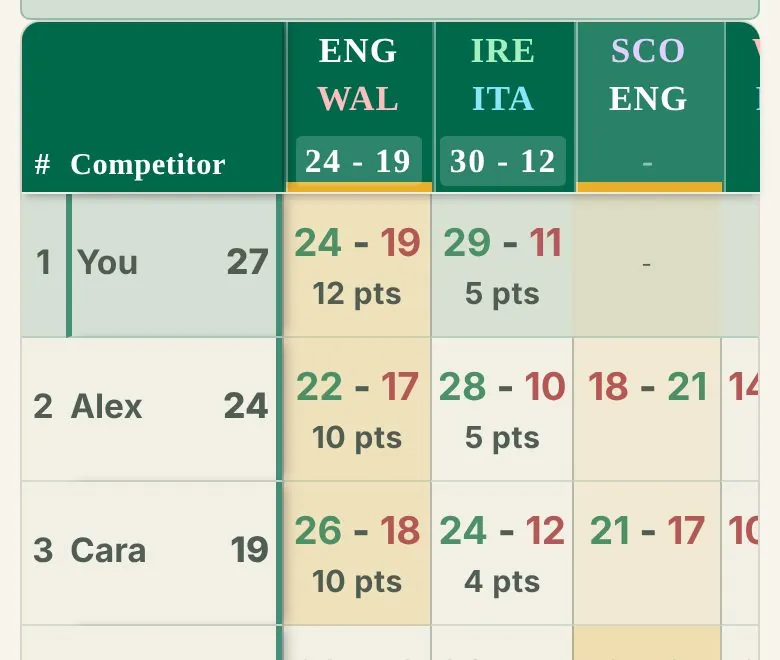 ENG IRE SCO
WAL ITA ENG
# Competitor 24 - 19 30 - 12 -
1 You 27 24 - 19 29 - 11 -
12 pts 5 pts
2 Alex 24 22 - 17 28 - 10 18 - 21 14
10 pts 5 pts
3 Cara 19 26 - 18 24 - 12 21 - 17 10
10 pts 4 pts